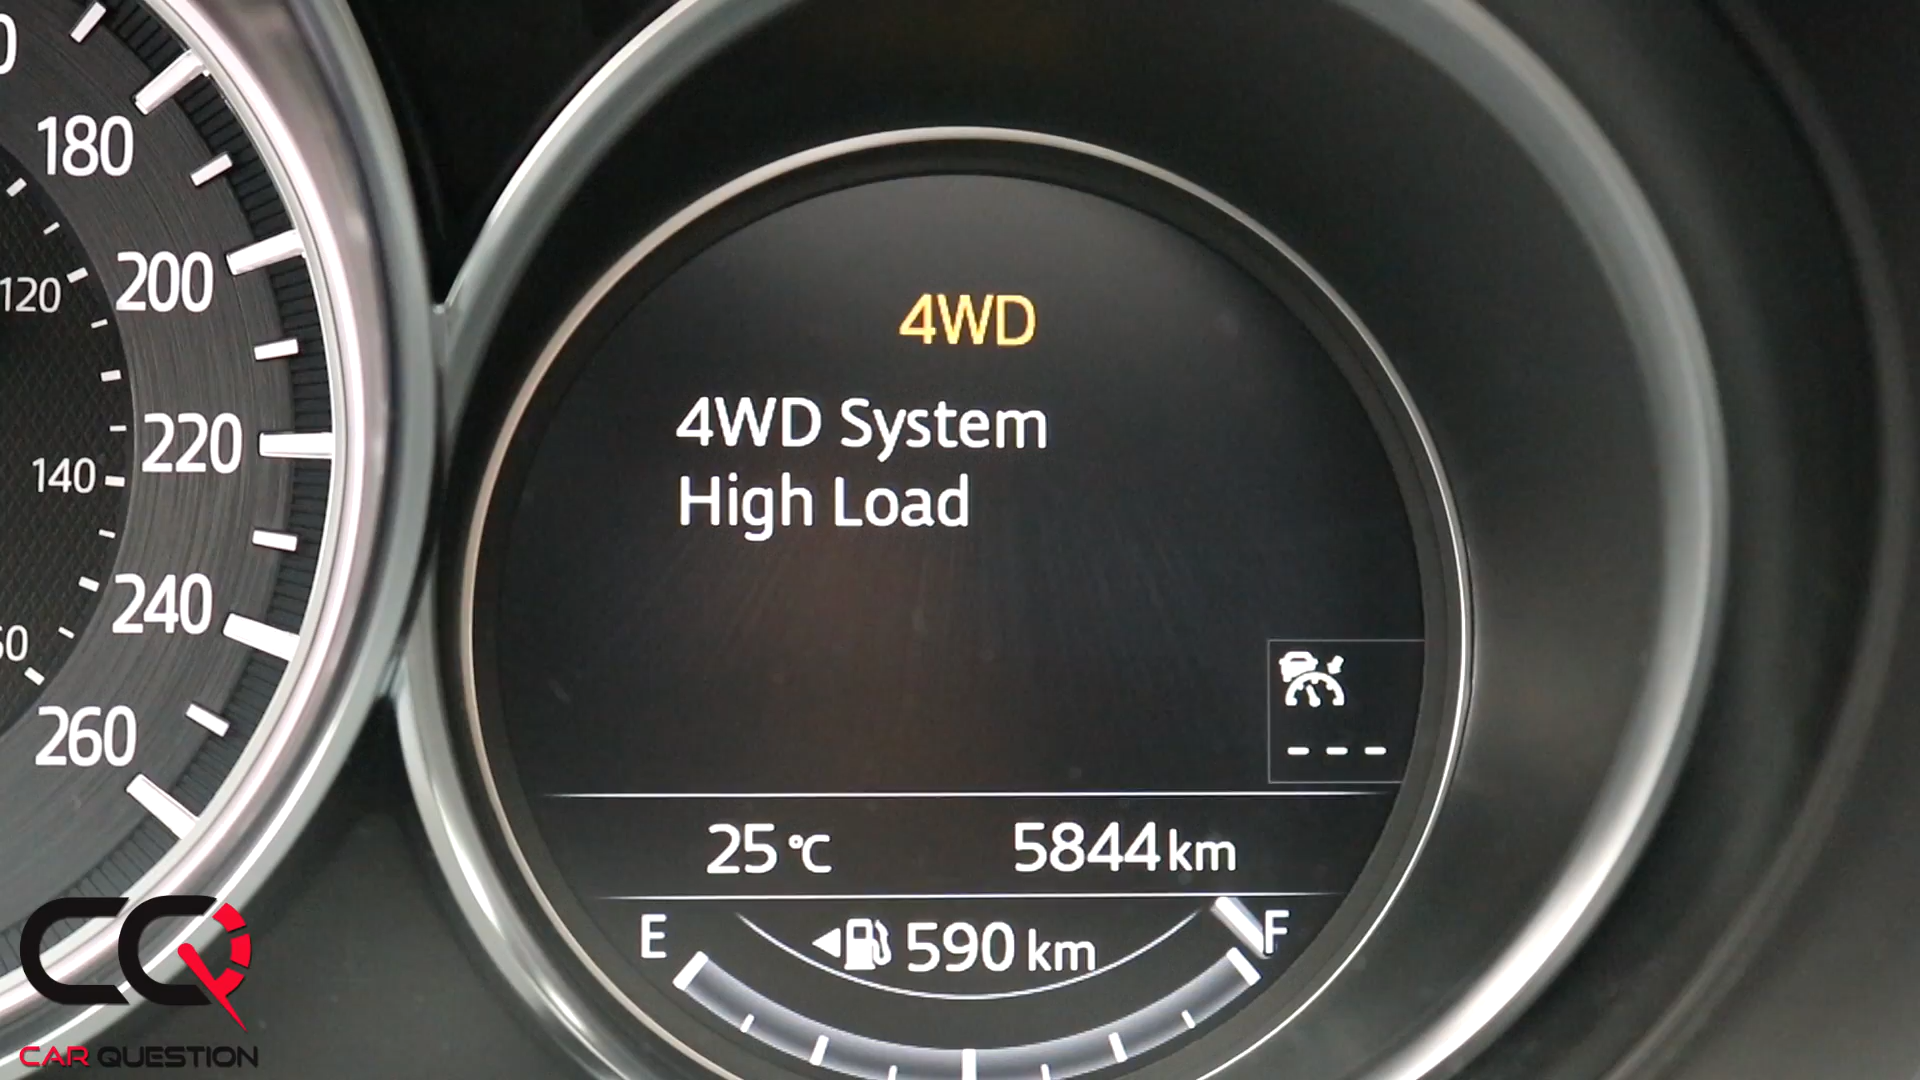 180
200
120
220
140
240
260
4WD
4WD System
High Load
---
25 °C
5844 km
E
F
590 km
CQ
CAR QUESTION